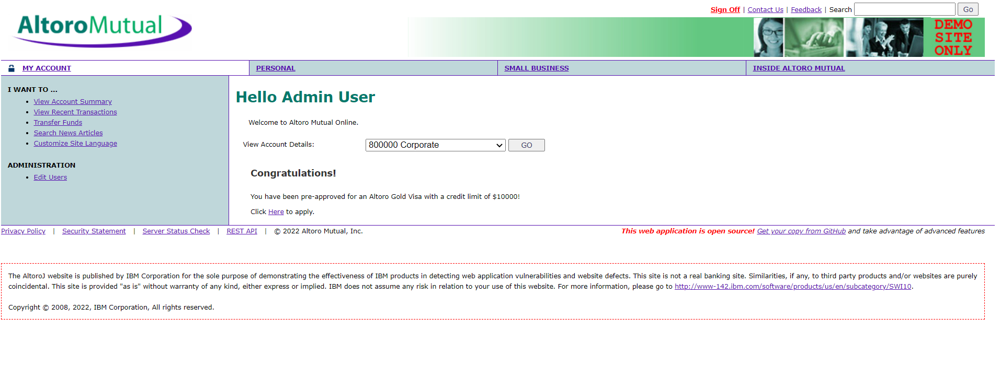 Sign Off | Contact Us | Feedback | Search Go
AltoroMutual
DEMO
SITE
ONLY
MY ACCOUNT
PERSONAL
SMALL BUSINESS
INSIDE ALTORO MUTUAL
I WANT TO ...
• View Account Summary
• View Recent Transactions
• Transfer Funds
• Search News Articles
• Customize Site Language
ADMINISTRATION
• Edit Users
Hello Admin User
Welcome to Altoro Mutual Online.
View Account Details: 800000 Corporate GO
Congratulations!
You have been pre-approved for an Altoro Gold Visa with a credit limit of $10000!
Click Here to apply.
Privacy Policy | Security Statement | Server Status Check | REST API | © 2022 Altoro Mutual, Inc.
This web application is open source! Get your copy from GitHub and take advantage of advanced features
The AltoroJ website is published by IBM Corporation for the sole purpose of demonstrating the effectiveness of IBM products in detecting web application vulnerabilities and website defects. This site is not a real banking site. Similarities, if any, to third party products and/or websites are purely
coincidental. This site is provided "as is" without warranty of any kind, either express or implied. IBM does not assume any risk in relation to your use of this website. For more information, please go to http://www-142.ibm.com/software/products/us/en/subcategory/SWI10.
Copyright © 2008, 2022, IBM Corporation, All rights reserved.